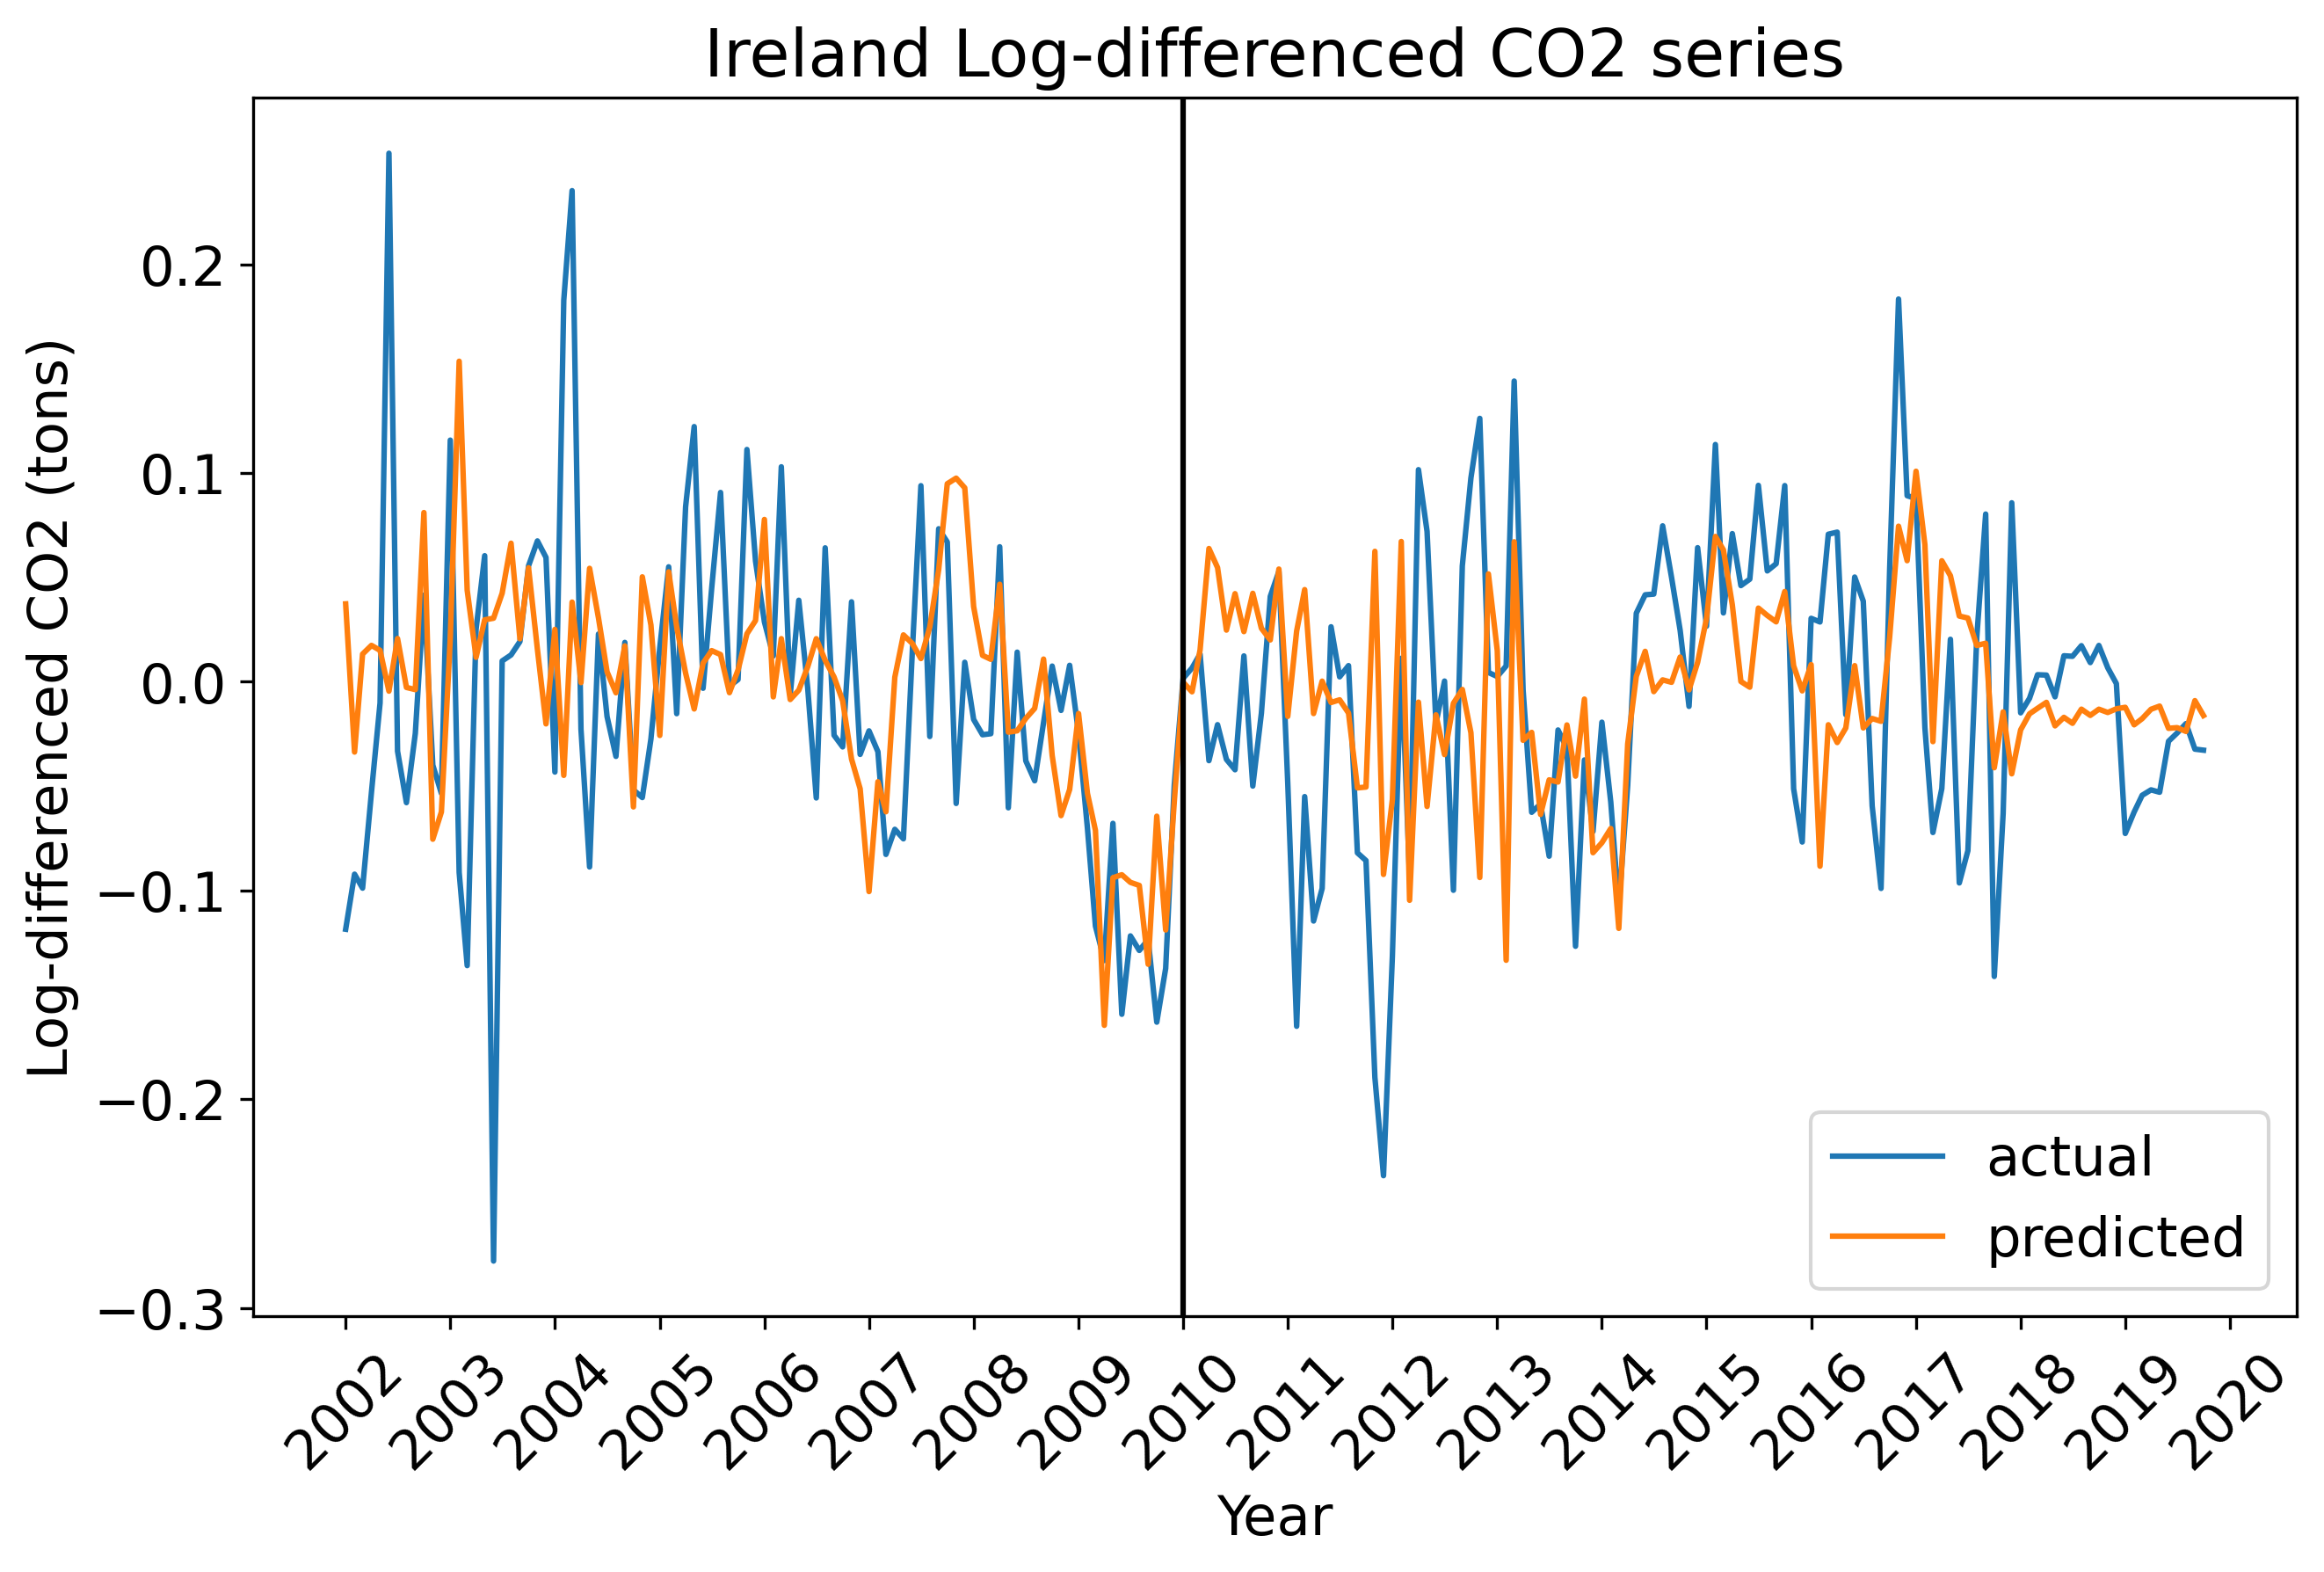 Ireland Log-differenced CO2 series
Log-differenced CO2 (tons)
0.2
0.1
0.0
−0.1
−0.2
−0.3
actual
predicted
2002 2003 2004 2005 2006 2007 2008 2009 2010 2011 2012 2013 2014 2015 2016 2017 2018 2019 2020
Year